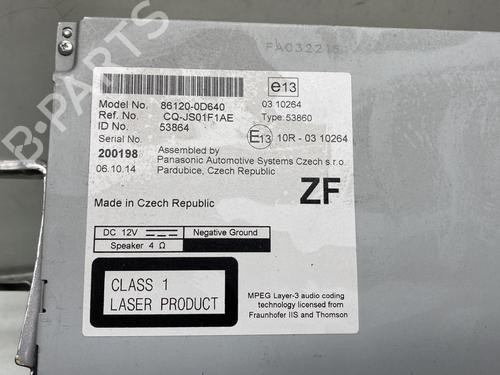 B-PARTS
FA032215
e13
Model No. 86120-0D640 03 10264
Ref. No. CQ-JS01F1AE Type: 53860
ID No. 53864
Serial No. E13 10R - 03 10264
200198 Assembled by
Panasonic Automotive Systems Czech s.r.o.
06.10.14 Pardubice, Czech Republic
ZF
Made in Czech Republic
DC 12V Negative Ground
Speaker 4 Ω
CLASS 1
LASER PRODUCT
MPEG Layer-3 audio coding
technology licensed from
Fraunhofer IIS and Thomson